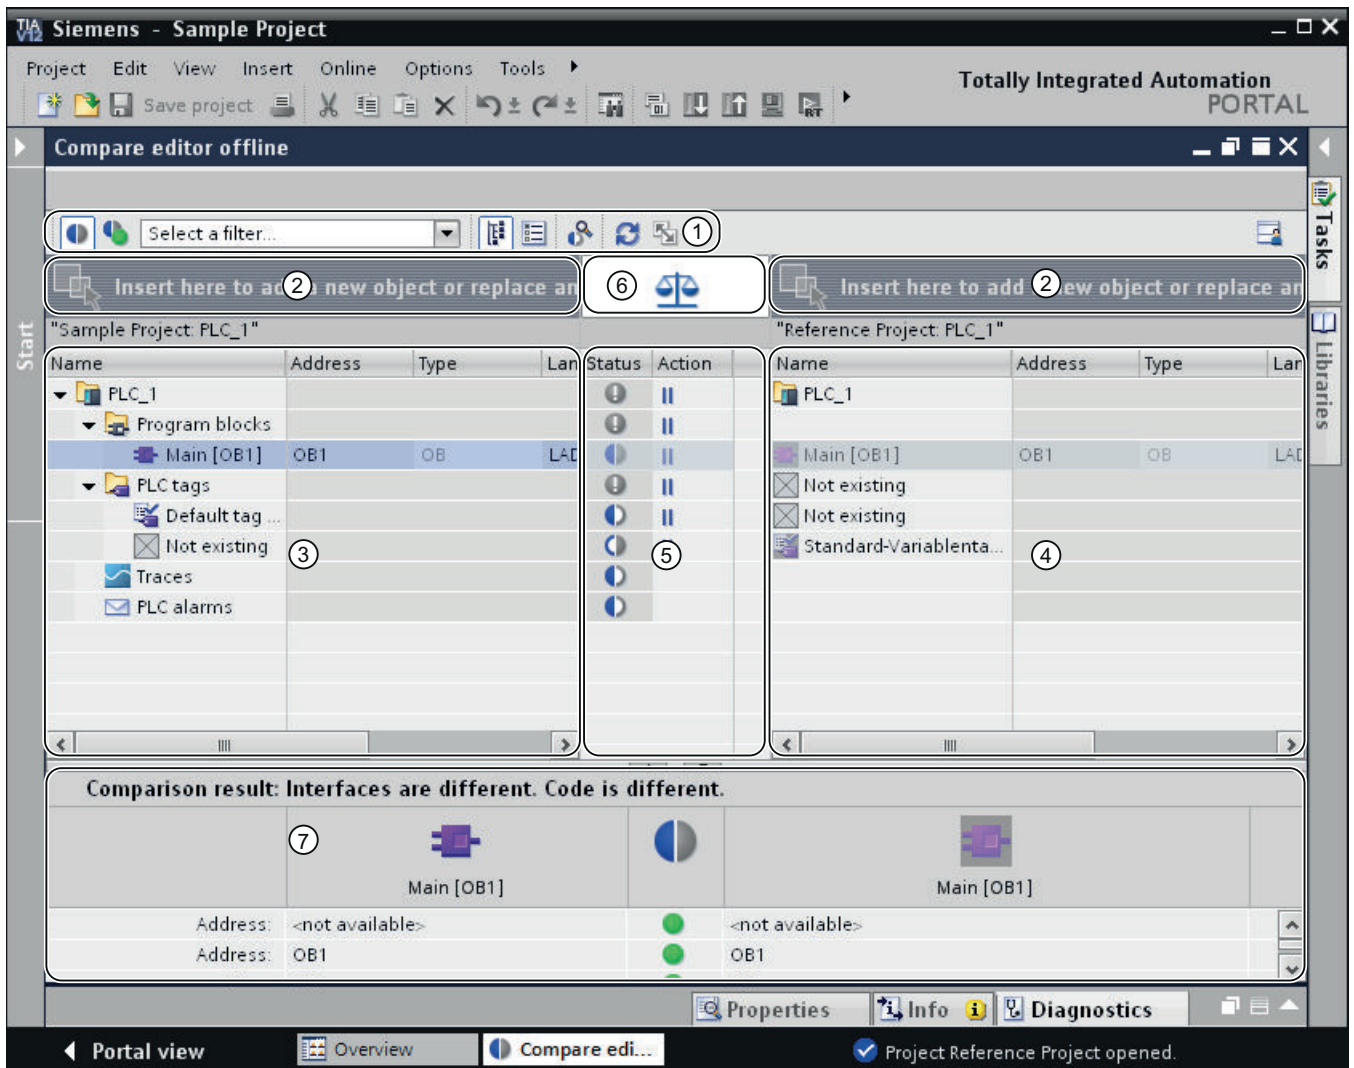 TIA V12 Siemens - Sample Project
Project Edit View Insert Online Options Tools
Totally Integrated Automation
PORTAL
Save project
Compare editor offline
Select a filter...
1
Tasks
Libraries
Start
Insert here to a 2 new object or replace an
6
Insert here to add 2 ew object or replace an
"Sample Project: PLC_1"
"Reference Project: PLC_1"
Name Address Type Lan Status Action Name Address Type Lar
PLC_1 PLC_1
Program blocks
Main [OB1] OB1 OB LAD Main [OB1] OB1 OB LAD
PLC tags Not existing
Default tag ... Not existing
Not existing 3 5 Standard-Variablenta... 4
Traces
PLC alarms
Comparison result: Interfaces are different. Code is different.
7
Main [OB1] Main [OB1]
Address: <not available> <not available>
Address: OB1 OB1
Properties Info Diagnostics
Portal view Overview Compare edi... Project Reference Project opened.